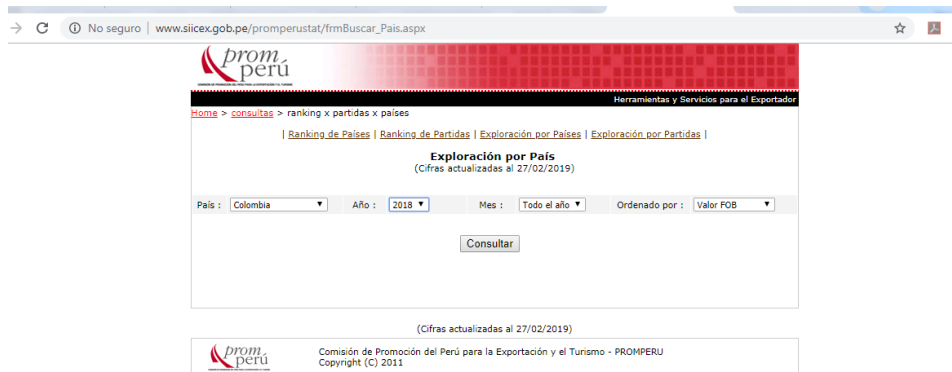 No seguro | www.siicex.gob.pe/promperustat/frmBuscar_Pais.aspx
prom
perú
Herramientas y Servicios para el Exportador
Home > consultas > ranking x partidas x países
| Ranking de Países | Ranking de Partidas | Exploración por Países | Exploración por Partidas |
Exploración por País
(Cifras actualizadas al 27/02/2019)
País : Colombia Año : 2018 Mes : Todo el año Ordenado por : Valor FOB
Consultar
(Cifras actualizadas al 27/02/2019)
prom
perú
Comisión de Promoción del Perú para la Exportación y el Turismo - PROMPERU
Copyright (C) 2011